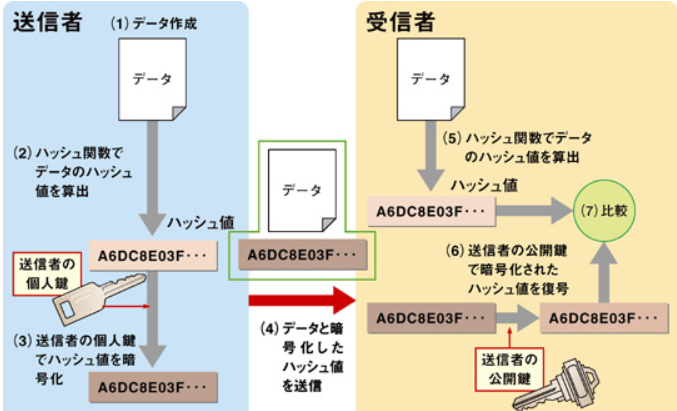 送信者
(1) データ作成
データ
(2) ハッシュ関数で
データのハッシュ
値を算出
ハッシュ値
A6DC8E03F・・・
送信者の
個人鍵
(3) 送信者の個人鍵
でハッシュ値を暗
号化
A6DC8E03F・・・
データ
A6DC8E03F・・・
(4) データと暗
号化した
ハッシュ値
を送信
受信者
データ
(5) ハッシュ関数でデータ
のハッシュ値を算出
ハッシュ値
A6DC8E03F・・・
(7) 比較
(6) 送信者の公開鍵
で暗号化された
ハッシュ値を復号
A6DC8E03F・・・
A6DC8E03F・・・
送信者の
公開鍵